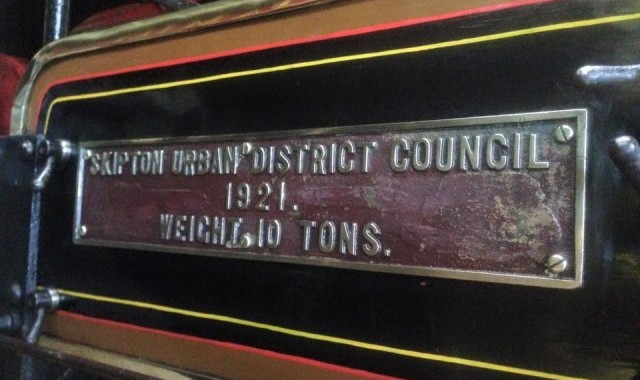 "SKIPTON URBAN" DISTRICT COUNCIL
1921.
WEIGHT, 10 TONS.